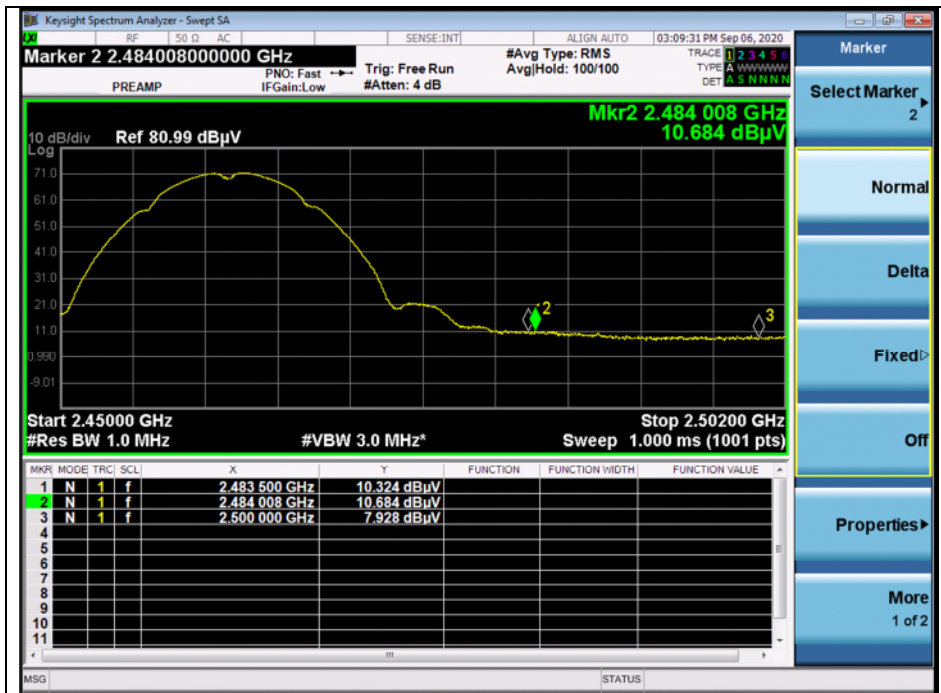 Keysight Spectrum Analyzer - Swept SA
RF 50 Ω AC SENSE:INT ALIGN AUTO 03:09:31 PM Sep 06, 2020
Marker 2 2.484008000000 GHz
PREAMP
PNO: Fast
IFGain:Low
Trig: Free Run
#Atten: 4 dB
#Avg Type: RMS
Avg|Hold: 100/100
TRACE 1 2 3 4 5 6
TYPE A WWWWW
DET A S N N N N
Mkr2 2.484 008 GHz
10.684 dBµV
10 dB/div Ref 80.99 dBµV
Log
71.0
61.0
51.0
41.0
31.0
21.0
11.0
0.990
-9.01
2
3
Start 2.45000 GHz
Stop 2.50200 GHz
#Res BW 1.0 MHz #VBW 3.0 MHz* Sweep 1.000 ms (1001 pts)
MKR MODE TRC SCL X Y FUNCTION FUNCTION WIDTH FUNCTION VALUE
1 N 1 f 2.483 500 GHz 10.324 dBµV
2 N 1 f 2.484 008 GHz 10.684 dBµV
3 N 1 f 2.500 000 GHz 7.928 dBµV
4
5
6
7
8
9
10
11
MSG STATUS
Marker
Select Marker
2
Normal
Delta
Fixed
Off
Properties
More
1 of 2